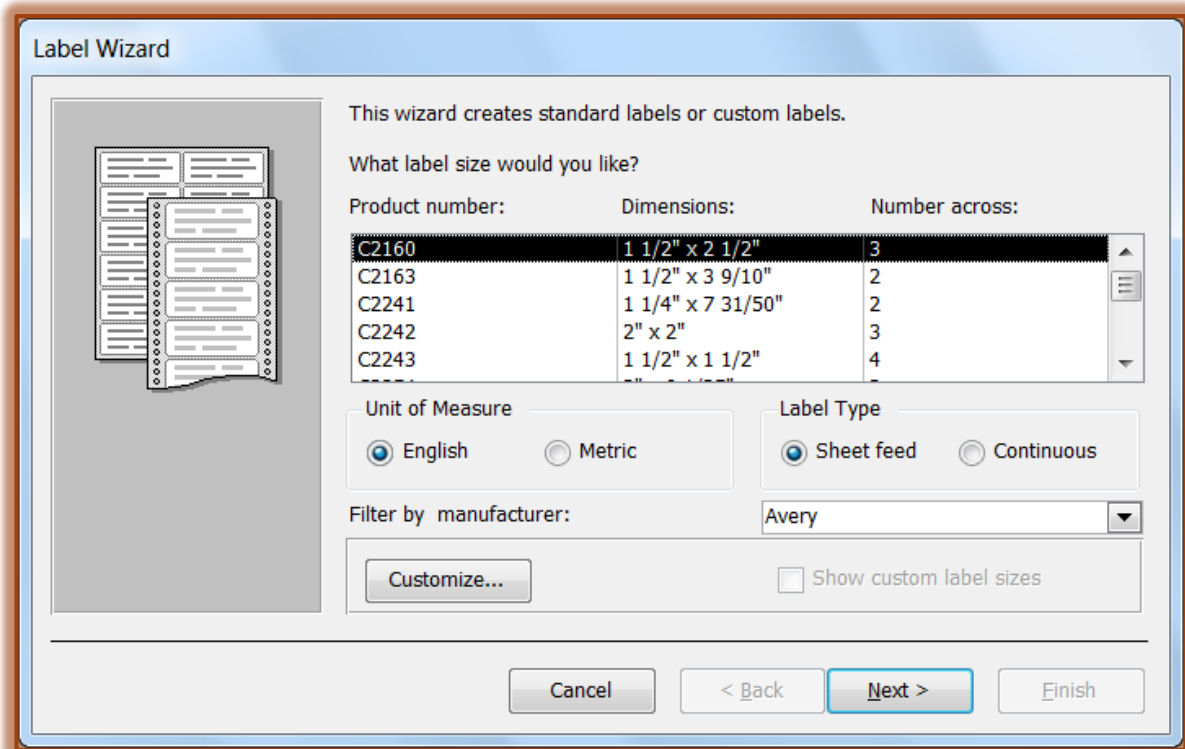 Label Wizard
This wizard creates standard labels or custom labels.
What label size would you like?
Product number: Dimensions: Number across:
C2160 1 1/2" x 2 1/2" 3
C2163 1 1/2" x 3 9/10" 2
C2241 1 1/4" x 7 31/50" 2
C2242 2" x 2" 3
C2243 1 1/2" x 1 1/2" 4
Unit of Measure Label Type
English Metric Sheet feed Continuous
Filter by manufacturer: Avery
Customize... Show custom label sizes
Cancel < Back Next > Finish